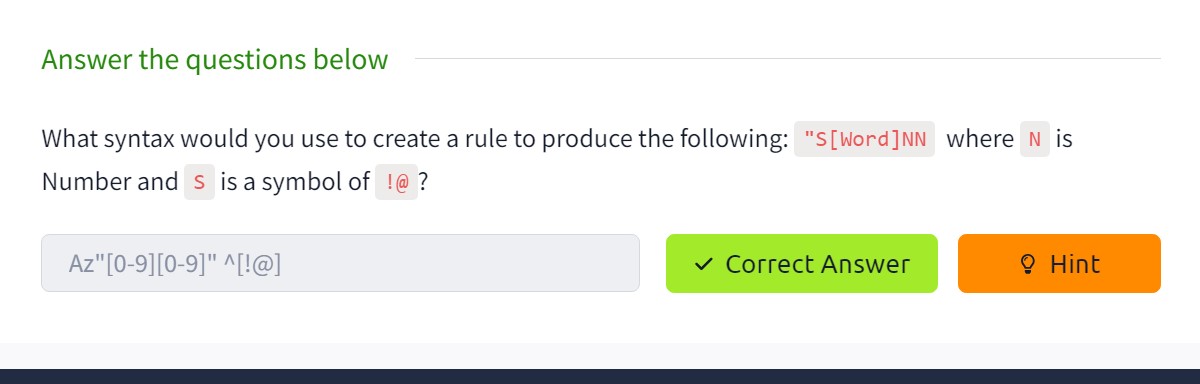 Answer the questions below
What syntax would you use to create a rule to produce the following: "S[Word]NN where N is
Number and S is a symbol of !@ ?
Az"[0-9][0-9]" ^[!@]
Correct Answer
Hint